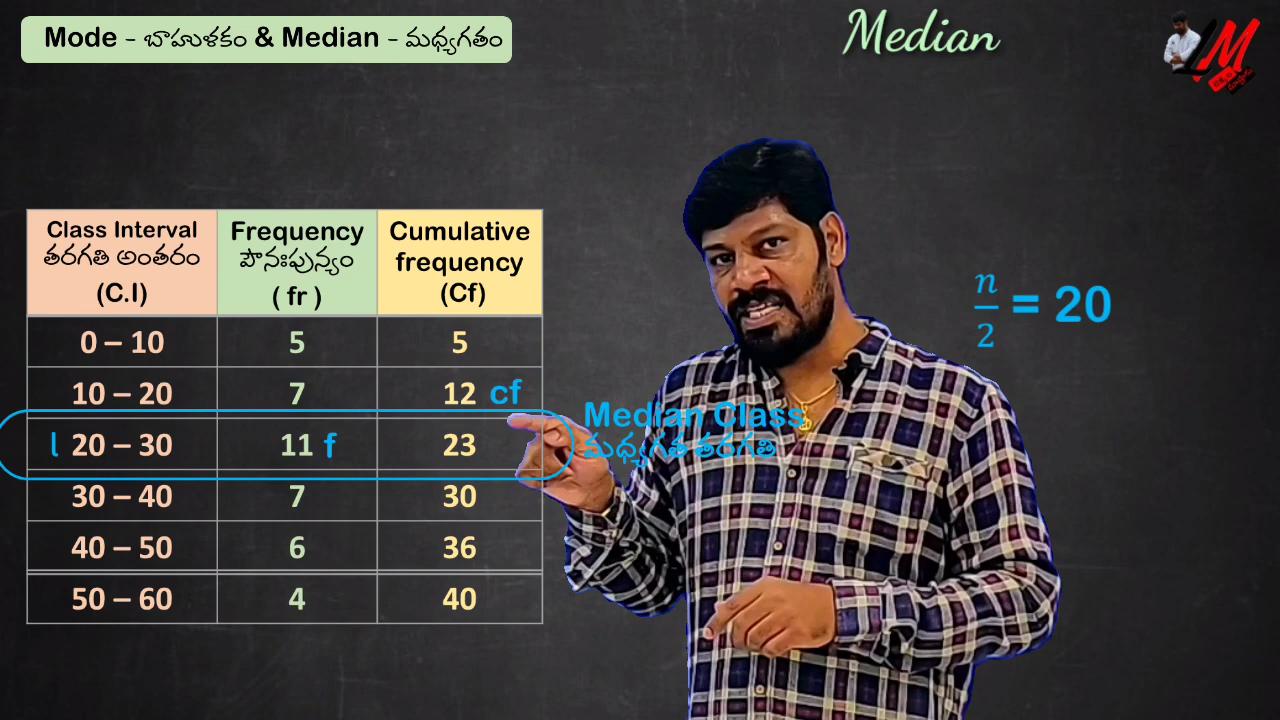 Mode - బాహుళకం & Median - మధ్యగతం
Median
Class Interval
తరగతి అంతరం
(C.I)
Frequency
పౌనఃపున్యం
( fr )
Cumulative
frequency
(Cf)
0 – 10 5 5
10 – 20 7 12 cf
l 20 – 30 11 f 23
30 – 40 7 30
40 – 50 6 36
50 – 60 4 40
Median Class
మధ్యగత తరగతి
n/2 = 20